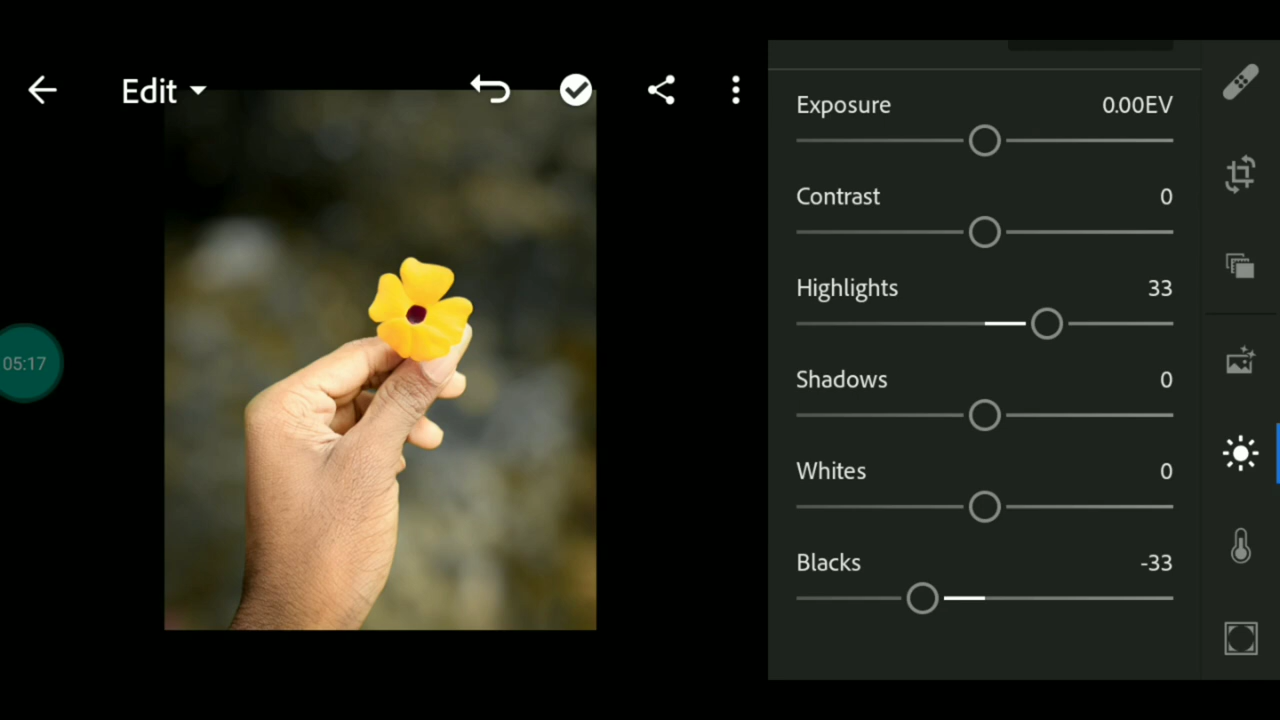 Edit
Exposure 0.00EV
Contrast 0
Highlights 33
Shadows 0
Whites 0
Blacks -33
05:17